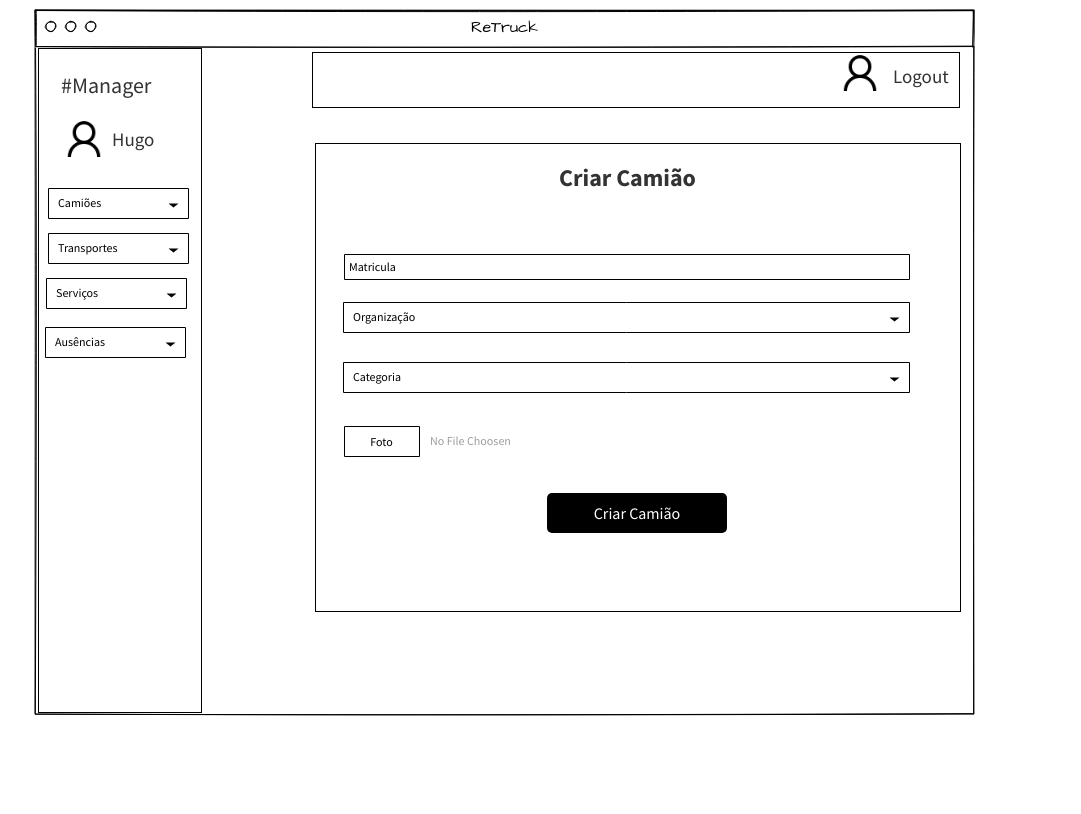 ReTruck
#Manager
Hugo
Camiões
Transportes
Serviços
Ausências
Logout
Criar Camião
Matricula
Organização
Categoria
Foto
No File Choosen
Criar Camião